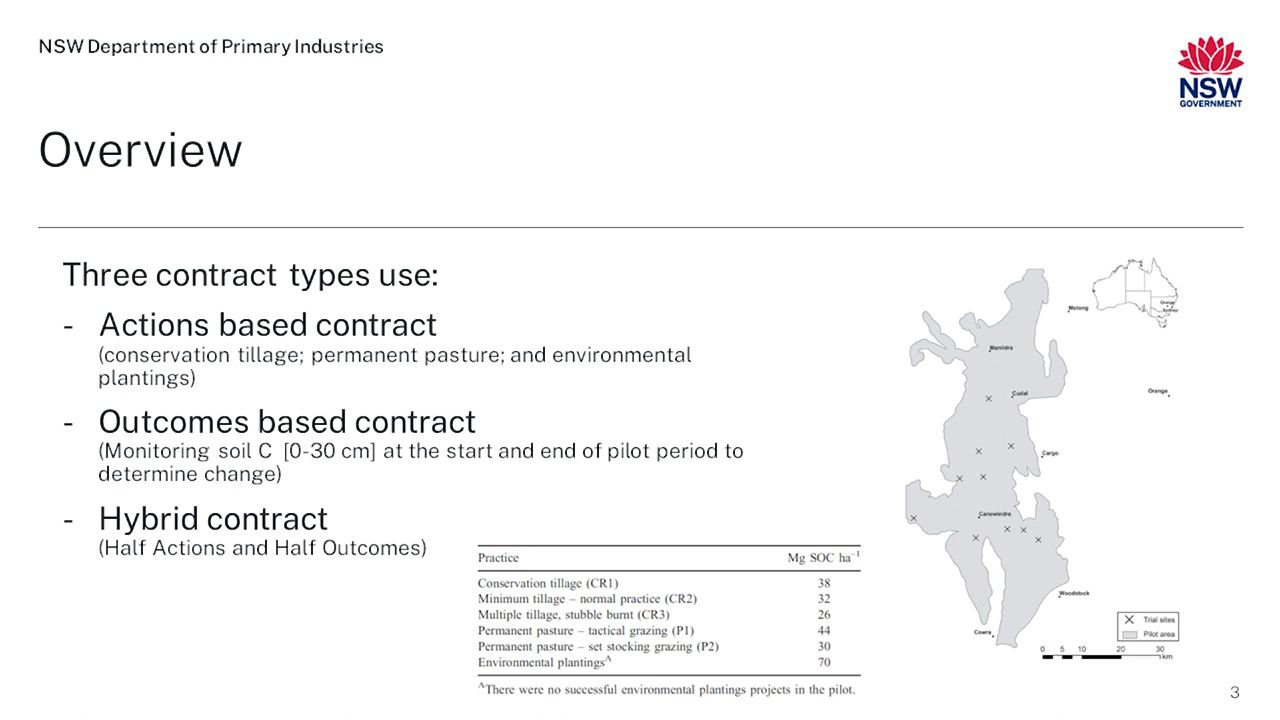 NSW Department of Primary Industries
NSW
GOVERNMENT
Overview
Three contract types use:
- Actions based contract
(conservation tillage; permanent pasture; and environmental
plantings)
- Outcomes based contract
(Monitoring soil C [0-30 cm] at the start and end of pilot period to
determine change)
- Hybrid contract
(Half Actions and Half Outcomes)
Practice Mg SOC ha⁻¹
Conservation tillage (CR1) 38
Minimum tillage – normal practice (CR2) 32
Multiple tillage, stubble burnt (CR3) 26
Permanent pasture – tactical grazing (P1) 44
Permanent pasture – set stocking grazing (P2) 30
Environmental plantingsᴬ 70
ᴬThere were no successful environmental plantings projects in the pilot.
Orange
Sydney
Molong
Manildra
Cudal
Orange
Cargo
Canowindra
Woodstock
Cowra
Trial sites
Pilot area
0 5 10 20 30
km
3